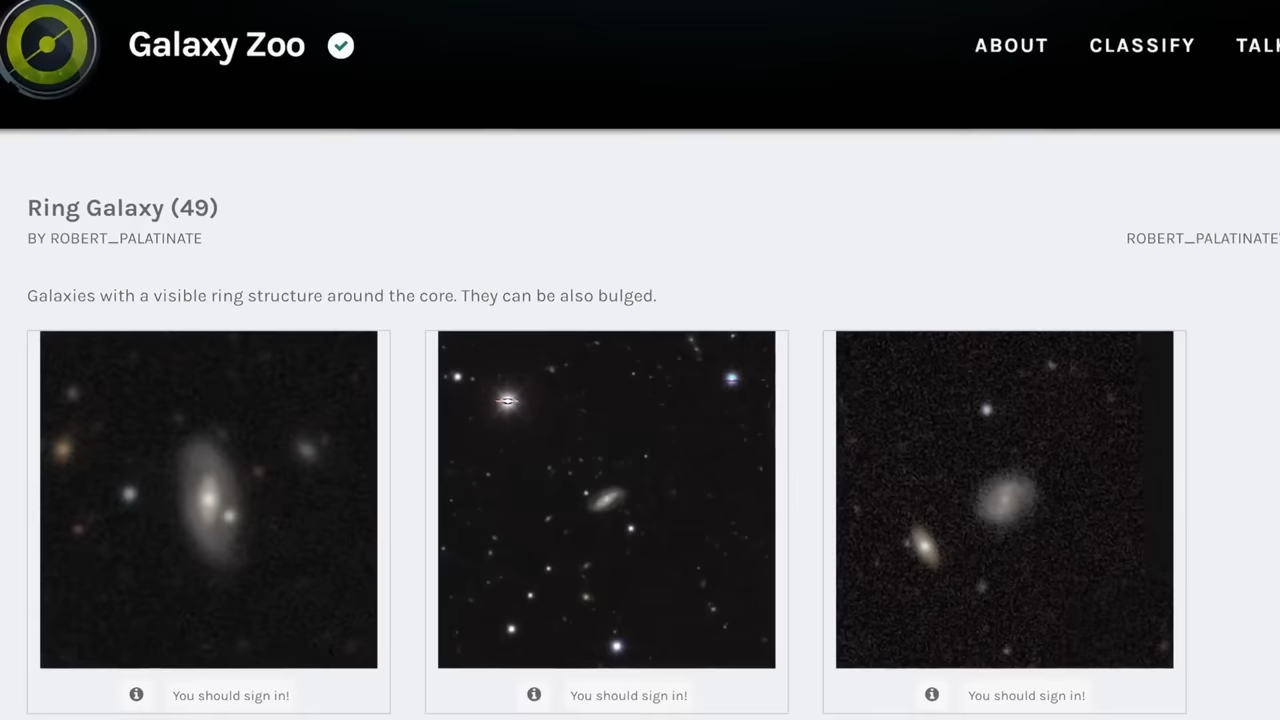 Galaxy Zoo
ABOUT CLASSIFY
Ring Galaxy (49)
BY ROBERT_PALATINATE
ROBERT_PALATINATE'
Galaxies with a visible ring structure around the core. They can be also bulged.
You should sign in! You should sign in! You should sign in!